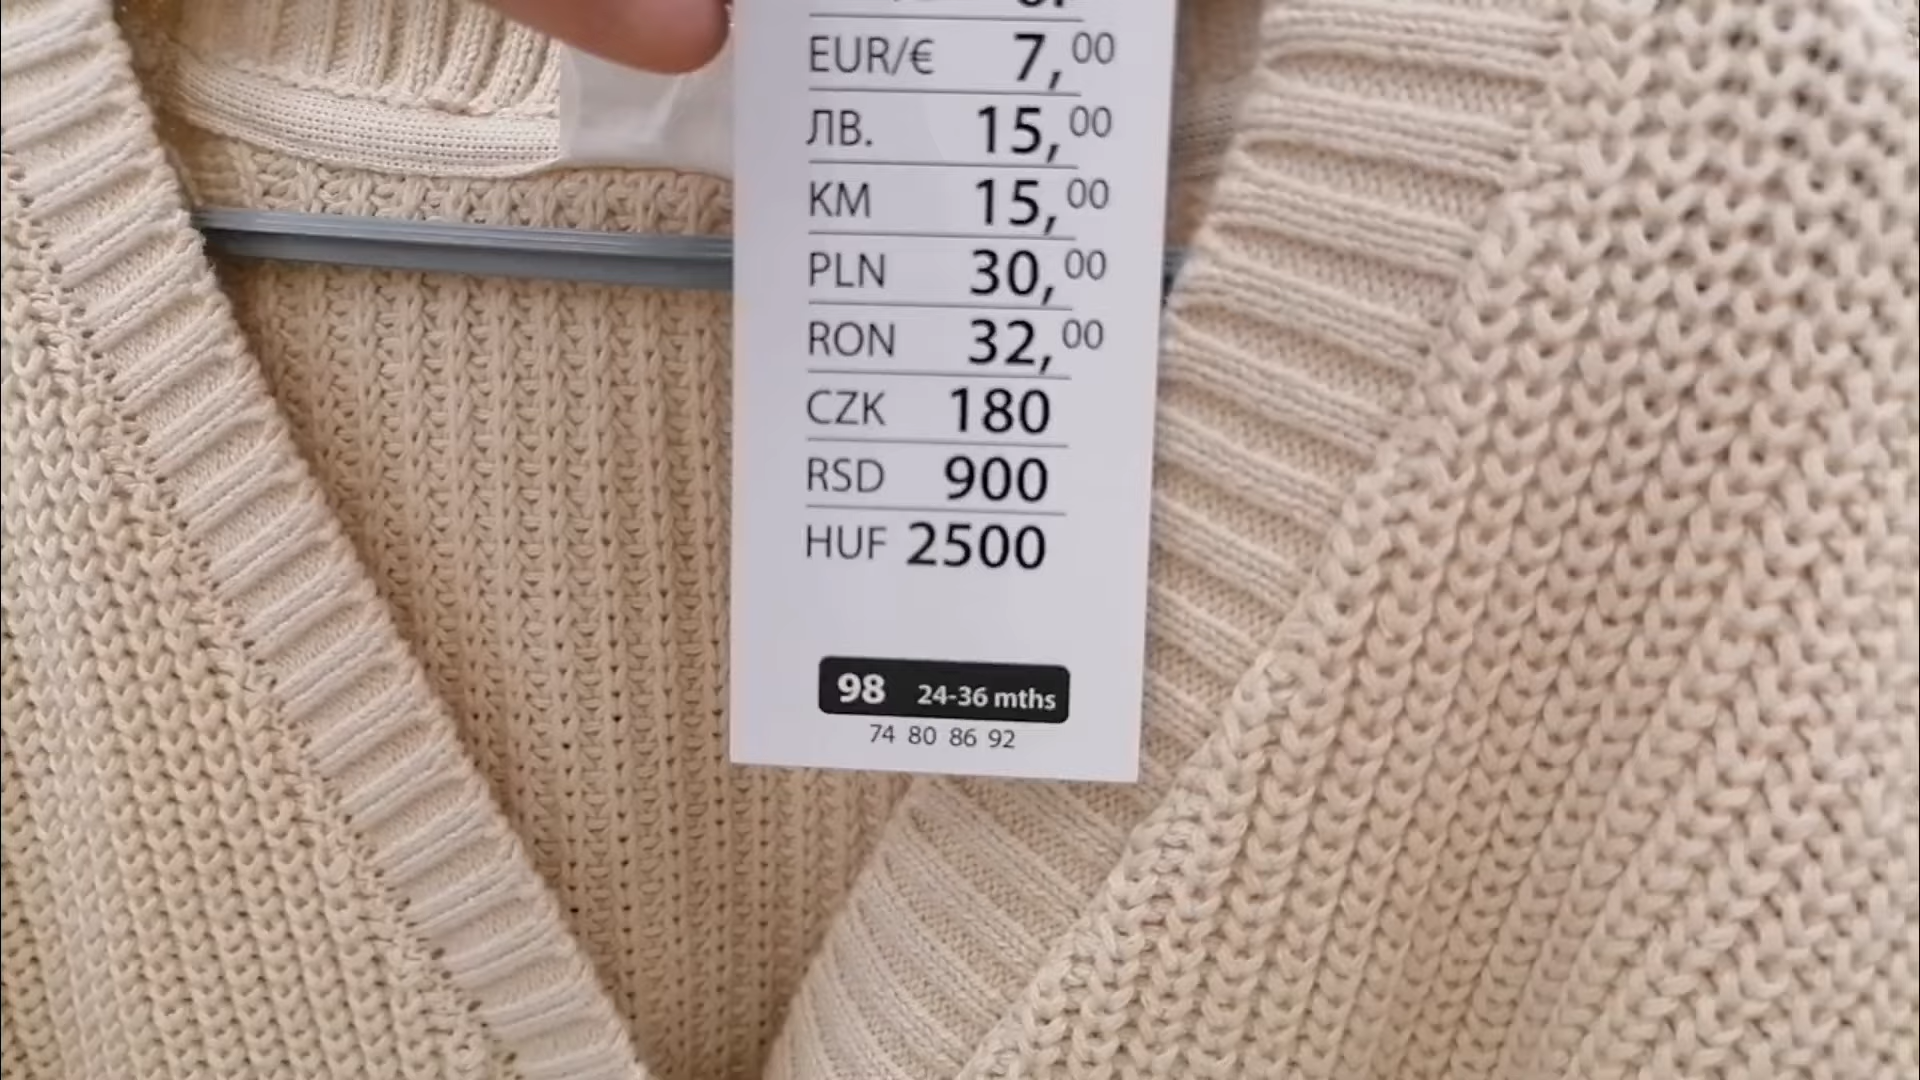 EUR/€ 7,00
ЛВ. 15,00
KM 15,00
PLN 30,00
RON 32,00
CZK 180
RSD 900
HUF 2500
98 24-36 mths
74 80 86 92